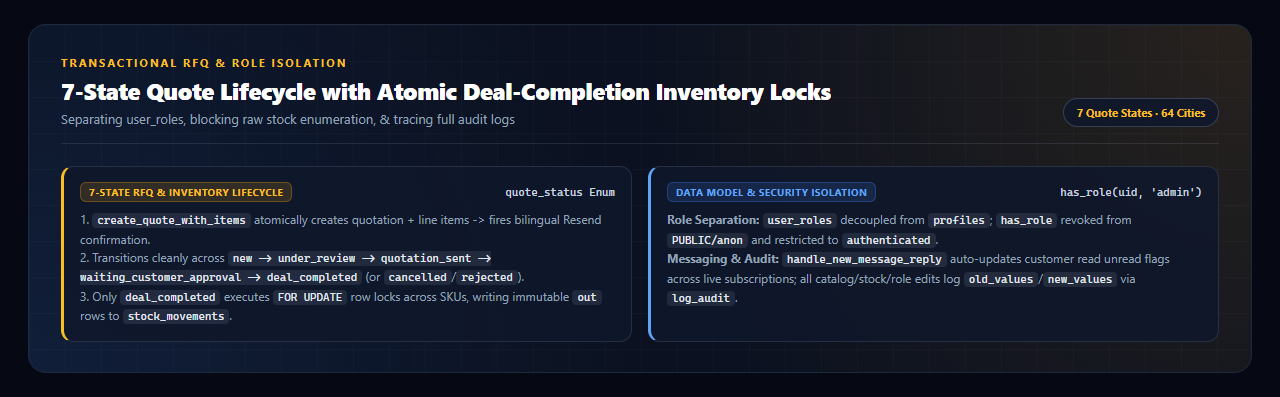 TRANSACTIONAL RFQ & ROLE ISOLATION
7-State Quote Lifecycle with Atomic Deal-Completion Inventory Locks
Separating user_roles, blocking raw stock enumeration, & tracing full audit logs
7 Quote States · 64 Cities
7-STATE RFQ & INVENTORY LIFECYCLE
quote_status Enum
1. create_quote_with_items atomically creates quotation + line items -> fires bilingual Resend
confirmation.
2. Transitions cleanly across new -> under_review -> quotation_sent ->
waiting_customer_approval -> deal_completed (or cancelled/rejected).
3. Only deal_completed executes FOR UPDATE row locks across SKUs, writing immutable out
rows to stock_movements.
DATA MODEL & SECURITY ISOLATION
has_role(uid, 'admin')
Role Separation: user_roles decoupled from profiles; has_role revoked from
PUBLIC/anon and restricted to authenticated.
Messaging & Audit: handle_new_message_reply auto-updates customer read unread flags
across live subscriptions; all catalog/stock/role edits log old_values/new_values via
log_audit.